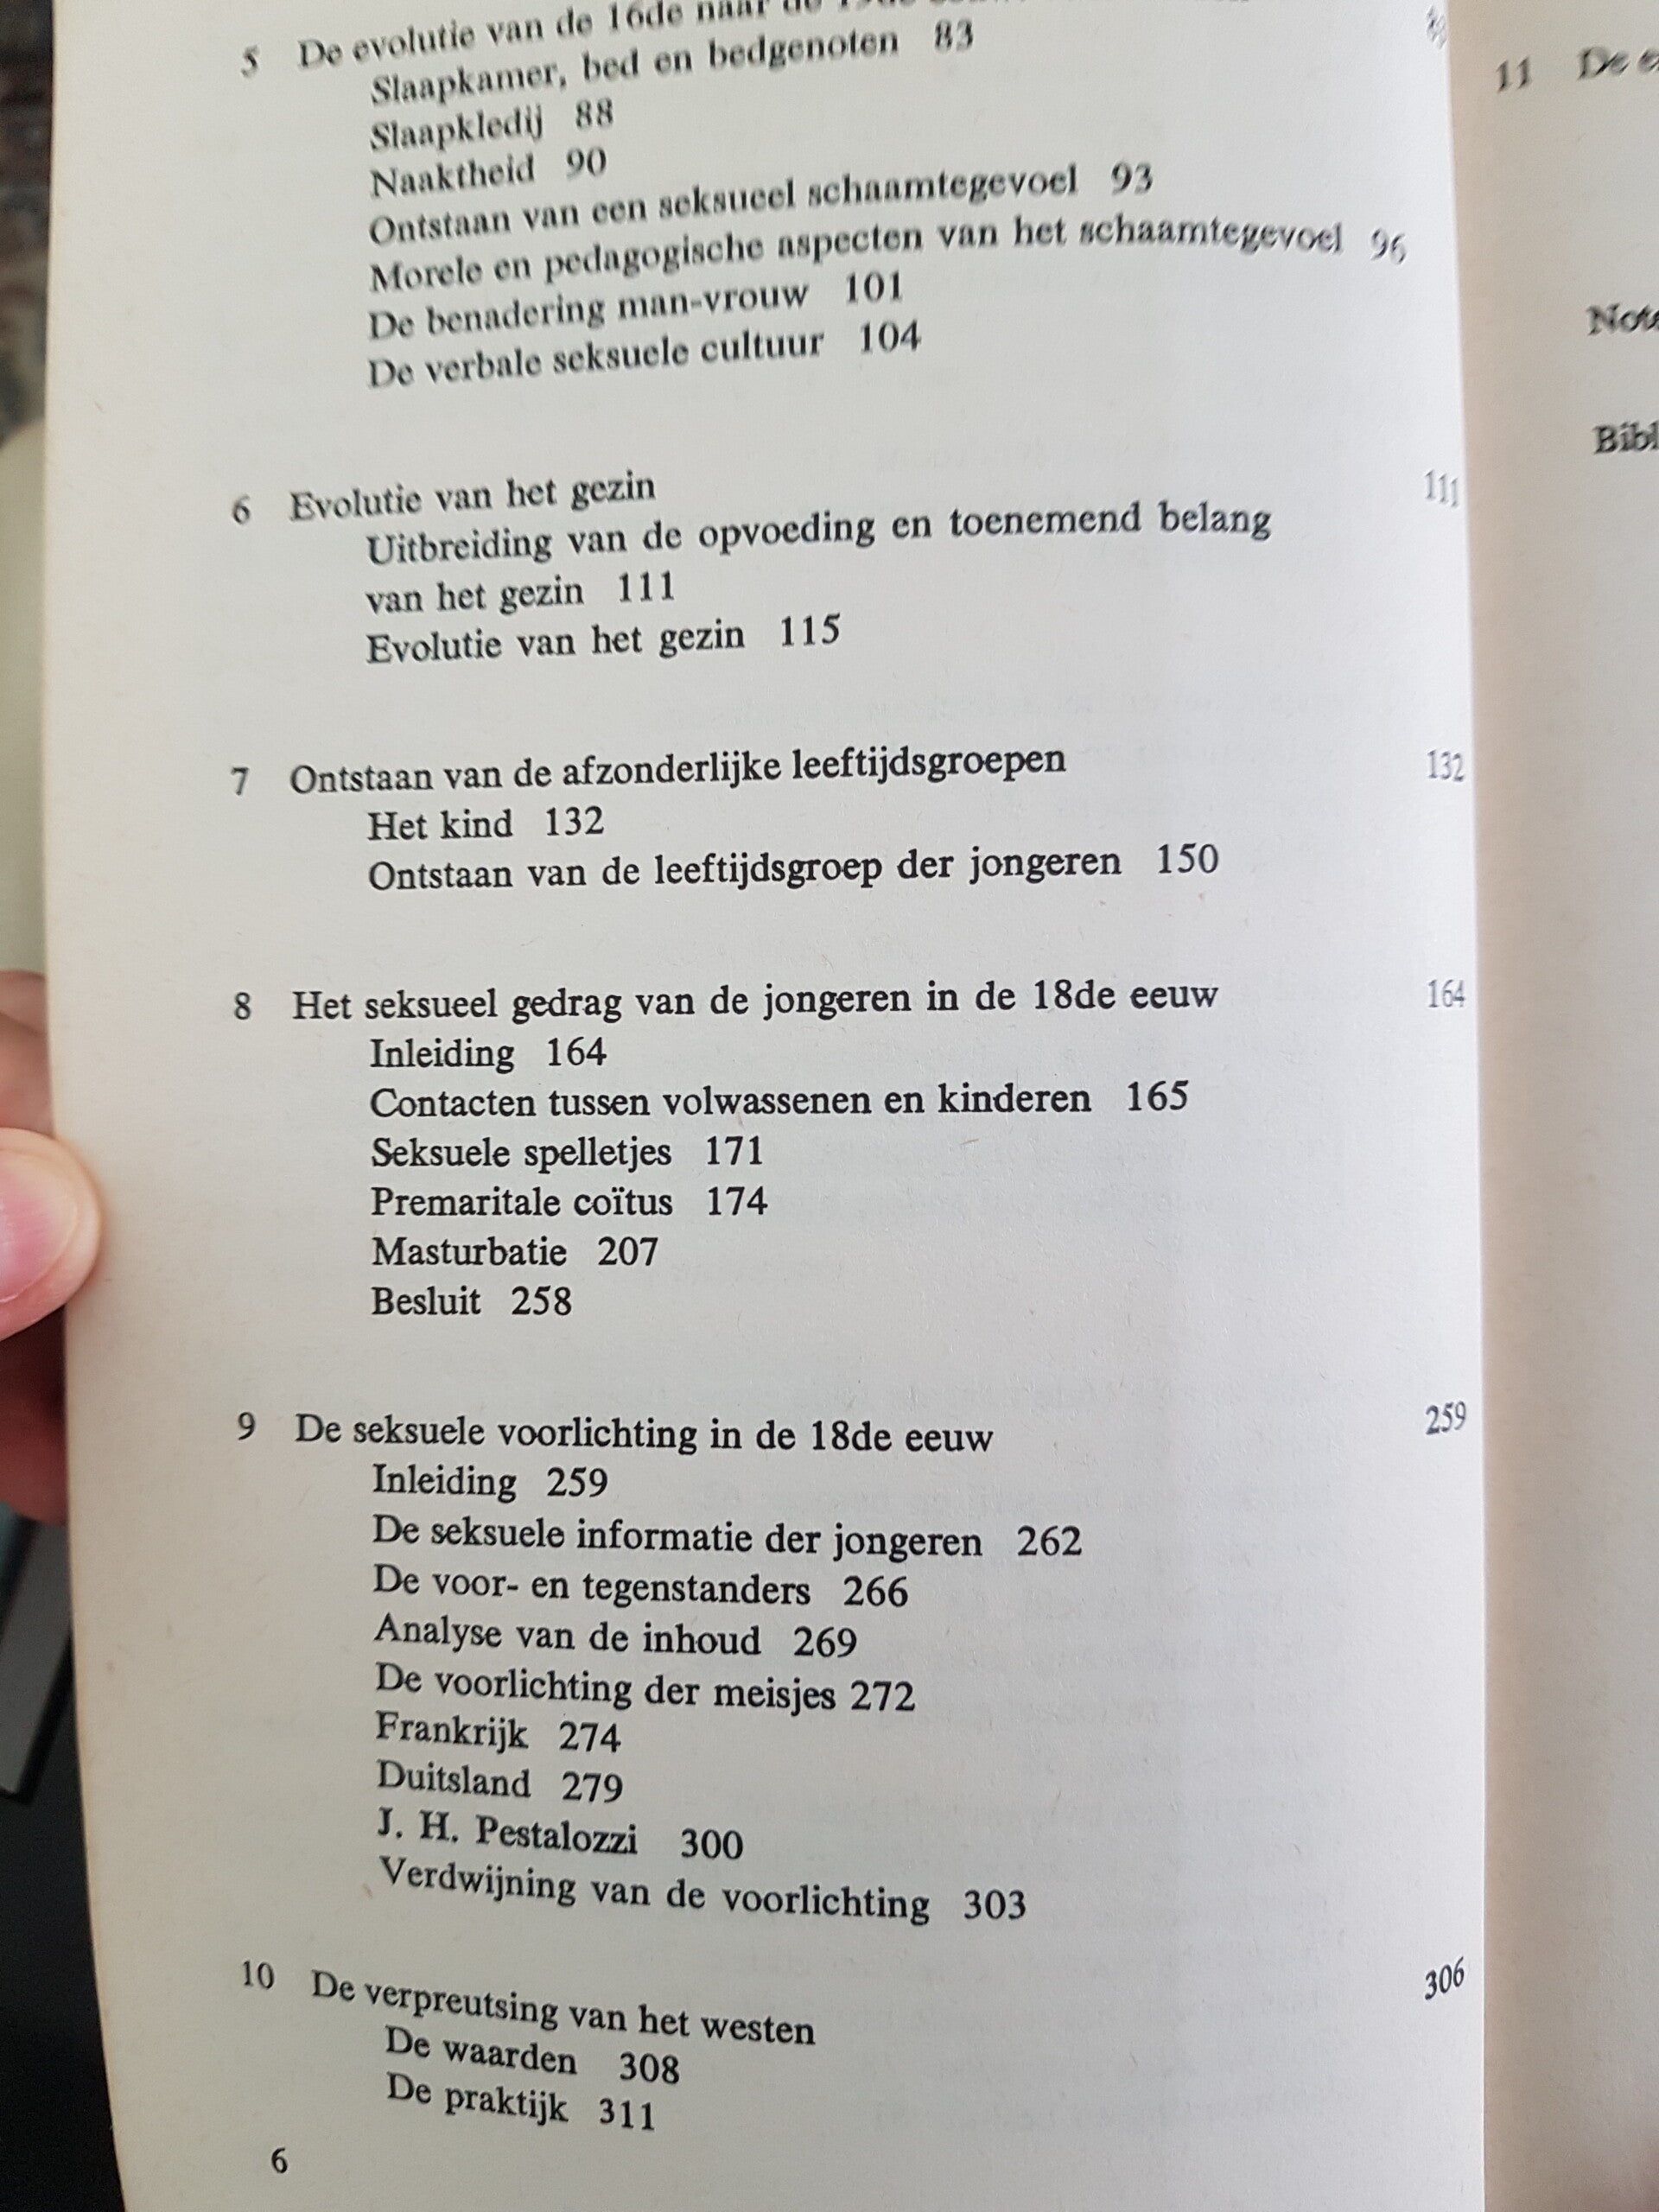 5 De evolutie van de 16de naar de
Slaapkamer, bed en bedgenoten 83
Slaapkledij 88
Naaktheid 90
Ontstaan van een seksueel schaamtegevoel 93
Morele en pedagogische aspecten van het schaamtegevoel 96
De benadering man-vrouw 101
De verbale seksuele cultuur 104
6 Evolutie van het gezin 111
Uitbreiding van de opvoeding en toenemend belang
van het gezin 111
Evolutie van het gezin 115
7 Ontstaan van de afzonderlijke leeftijdsgroepen 132
Het kind 132
Ontstaan van de leeftijdsgroep der jongeren 150
8 Het seksueel gedrag van de jongeren in de 18de eeuw 164
Inleiding 164
Contacten tussen volwassenen en kinderen 165
Seksuele spelletjes 171
Premaritale coïtus 174
Masturbatie 207
Besluit 258
9 De seksuele voorlichting in de 18de eeuw 259
Inleiding 259
De seksuele informatie der jongeren 262
De voor- en tegenstanders 266
Analyse van de inhoud 269
De voorlichting der meisjes 272
Frankrijk 274
Duitsland 279
J. H. Pestalozzi 300
Verdwijning van de voorlichting 303
10 De verpreutsing van het westen 306
De waarden 308
De praktijk 311
6
11 De